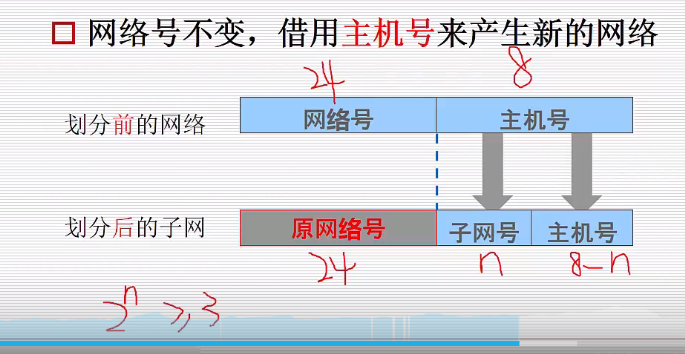 网络号不变，借用主机号来产生新的网络
24 8
划分前的网络 网络号 主机号
划分后的子网 原网络号 子网号 主机号
24 n 8-n
2ⁿ ≥ 3